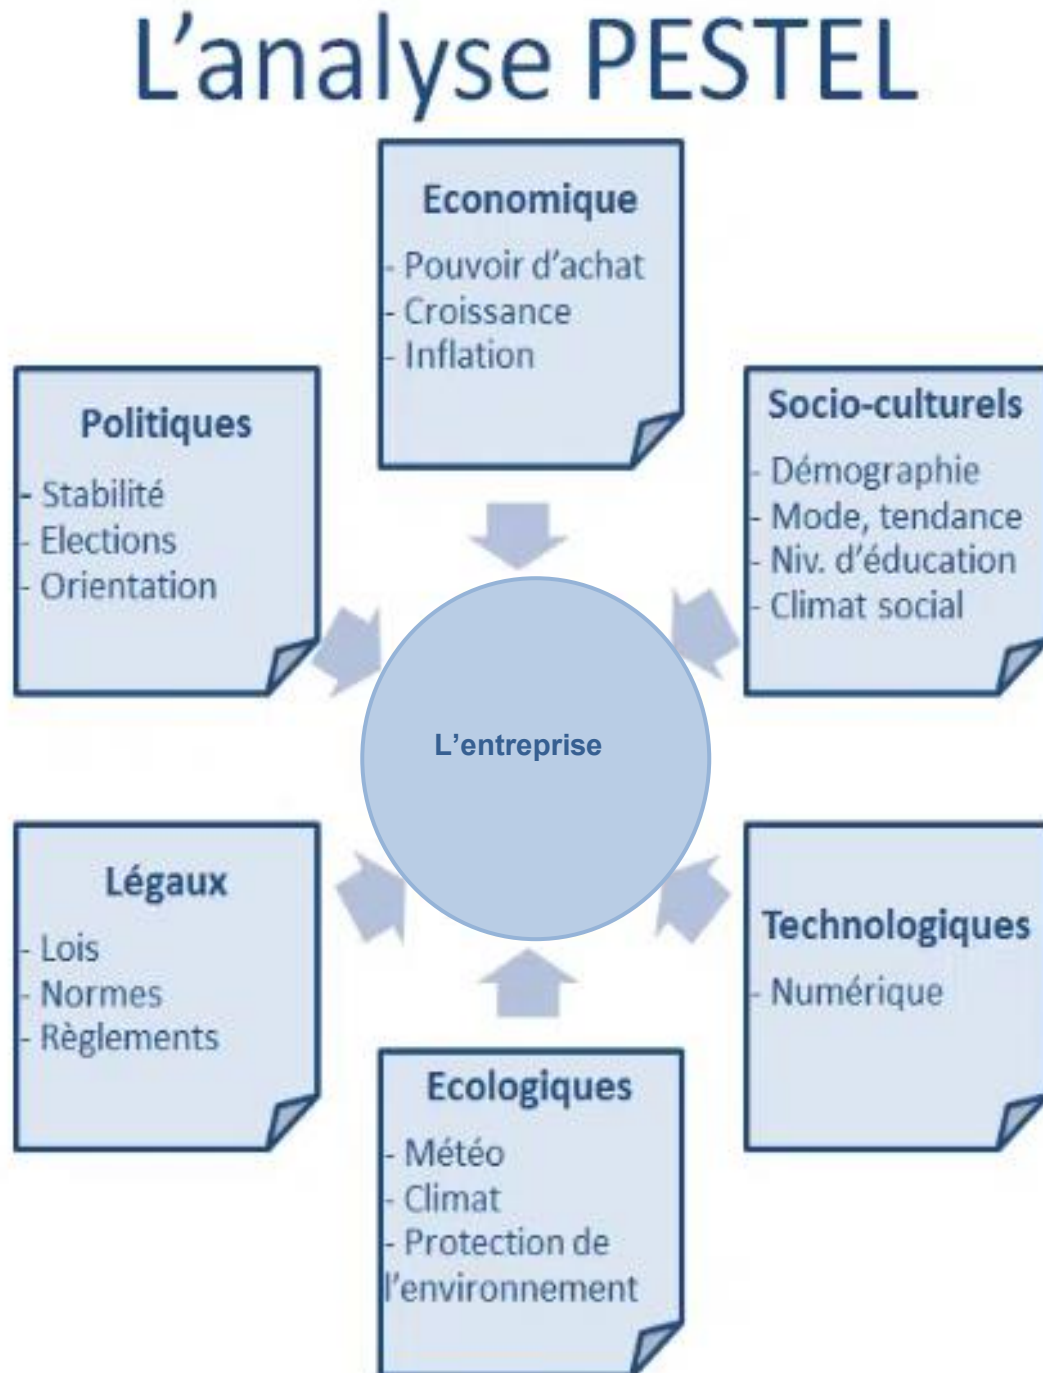 L'analyse PESTEL
Economique
- Pouvoir d'achat
- Croissance
- Inflation
Politiques
- Stabilité
- Elections
- Orientation
Socio-culturels
- Démographie
- Mode, tendance
- Niv. d'éducation
- Climat social
L'entreprise
Légaux
- Lois
- Normes
- Règlements
Technologiques
- Numérique
Ecologiques
- Météo
- Climat
- Protection de
l'environnement